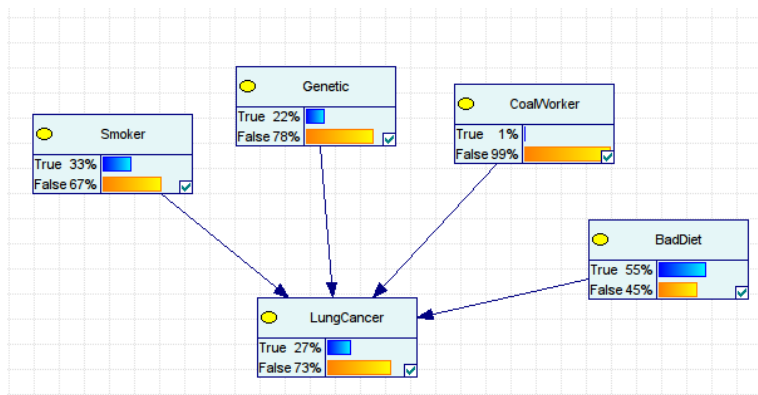 Genetic
True 22%
False 78%
CoalWorker
True 1%
False 99%
Smoker
True 33%
False 67%
BadDiet
True 55%
False 45%
LungCancer
True 27%
False 73%